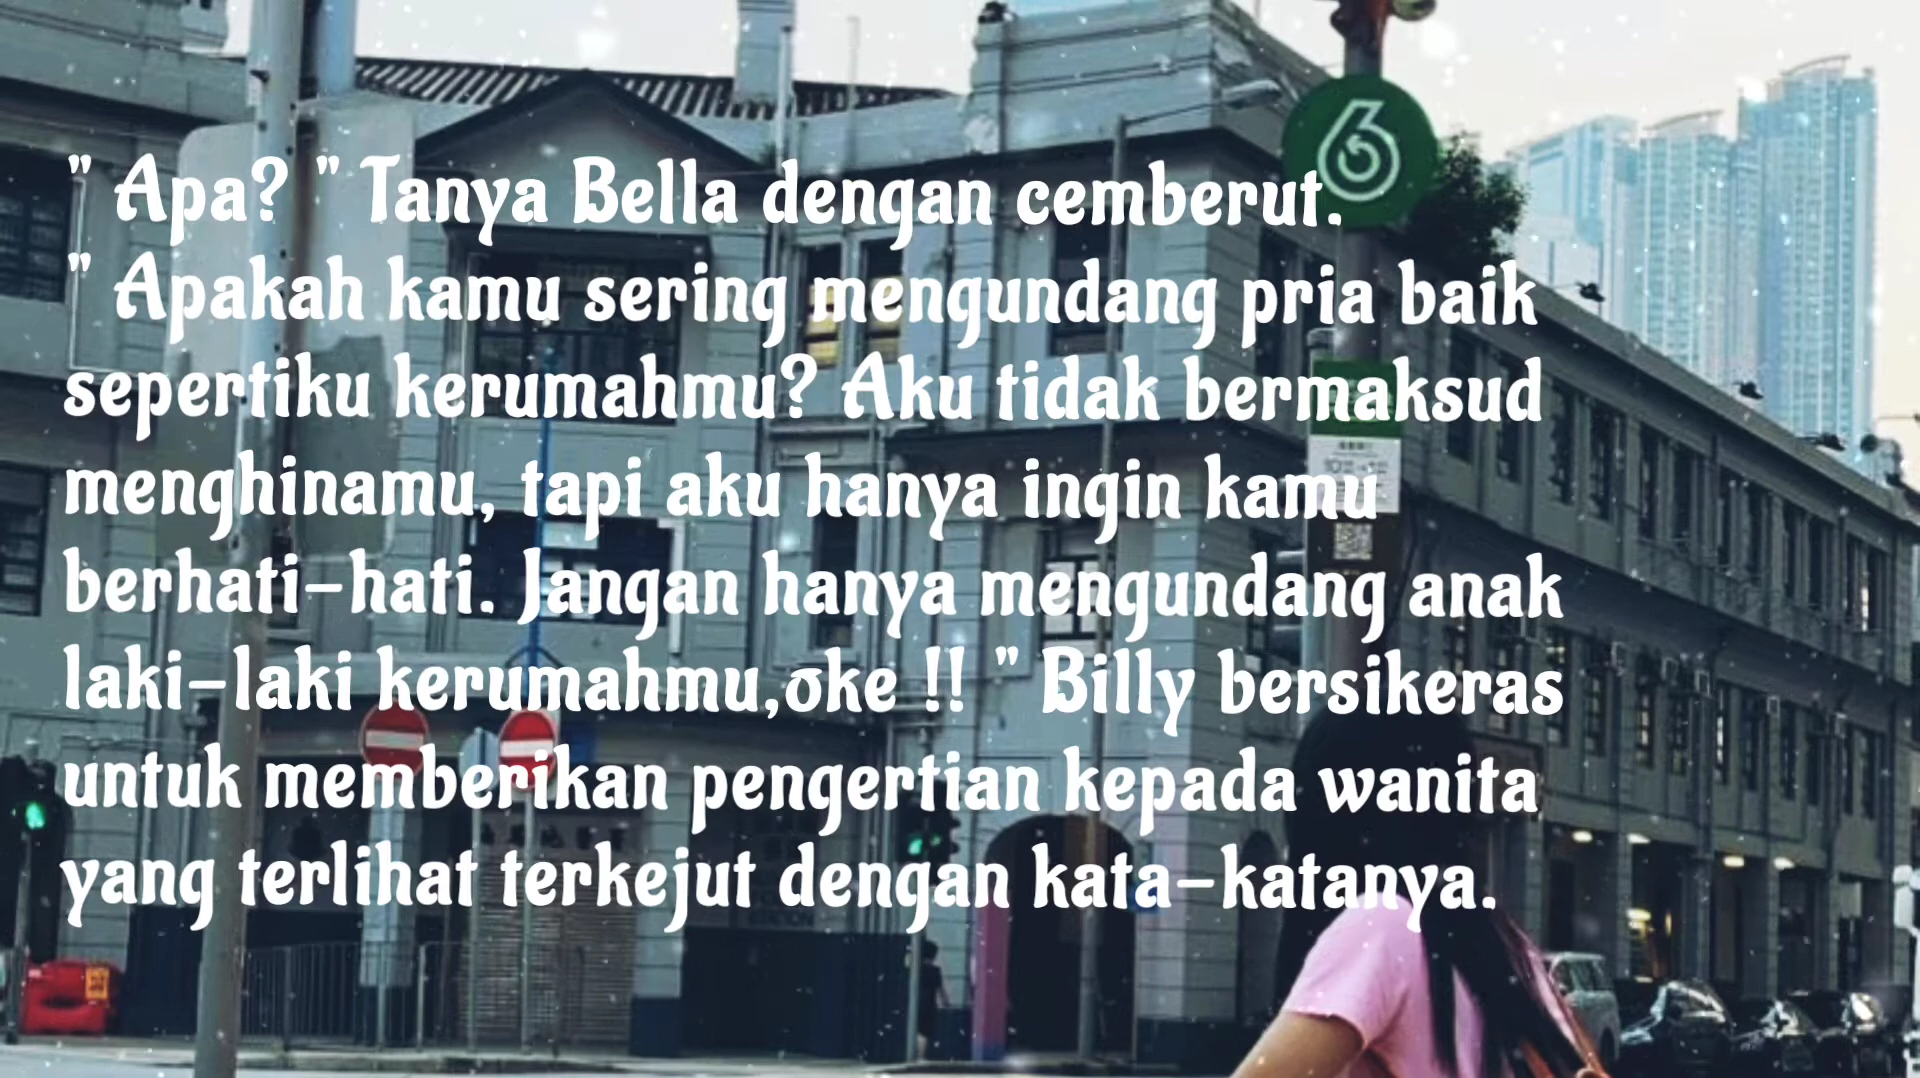 " Apa? " Tanya Bella dengan cemberut.
" Apakah kamu sering mengundang pria baik
sepertiku kerumahmu? Aku tidak bermaksud
menghinamu, tapi aku hanya ingin kamu
berhati-hati. Jangan hanya mengundang anak
laki-laki kerumahmu,oke !! " Billy bersikeras
untuk memberikan pengertian kepada wanita
yang terlihat terkejut dengan kata-katanya.